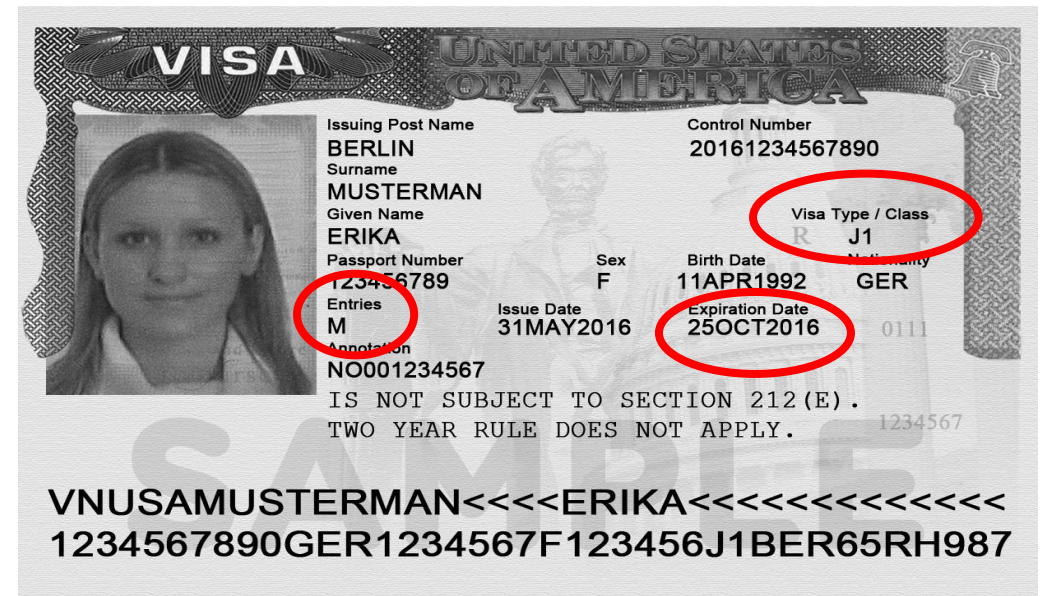 VISA
UNITED STATES
OF AMERICA
Issuing Post Name
BERLIN
Control Number
20161234567890
Surname
MUSTERMAN
Given Name
ERIKA
Visa Type / Class
R J1
Passport Number
123456789
Sex
F
Birth Date
11APR1992
Nationality
GER
Entries
M
Issue Date
31MAY2016
Expiration Date
25OCT2016
0111
Annotation
NO001234567
IS NOT SUBJECT TO SECTION 212(E).
TWO YEAR RULE DOES NOT APPLY.
1234567
SAMPLE
VNUSAMUSTERMAN<<<<ERIKA<<<<<<<<<<<<<
1234567890GER1234567F123456J1BER65RH987